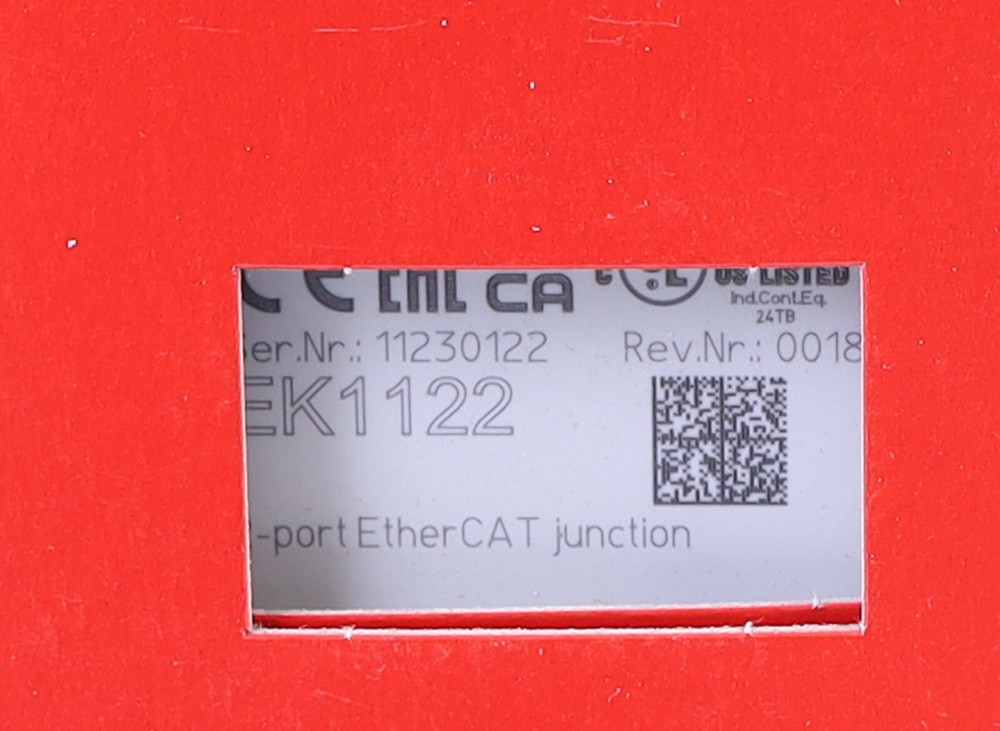 CE EAC CA c UL US LISTED
Ind.Cont.Eq.
24TB
Ser.Nr.: 11230122 Rev.Nr.: 0018
EK1122
-port EtherCAT junction